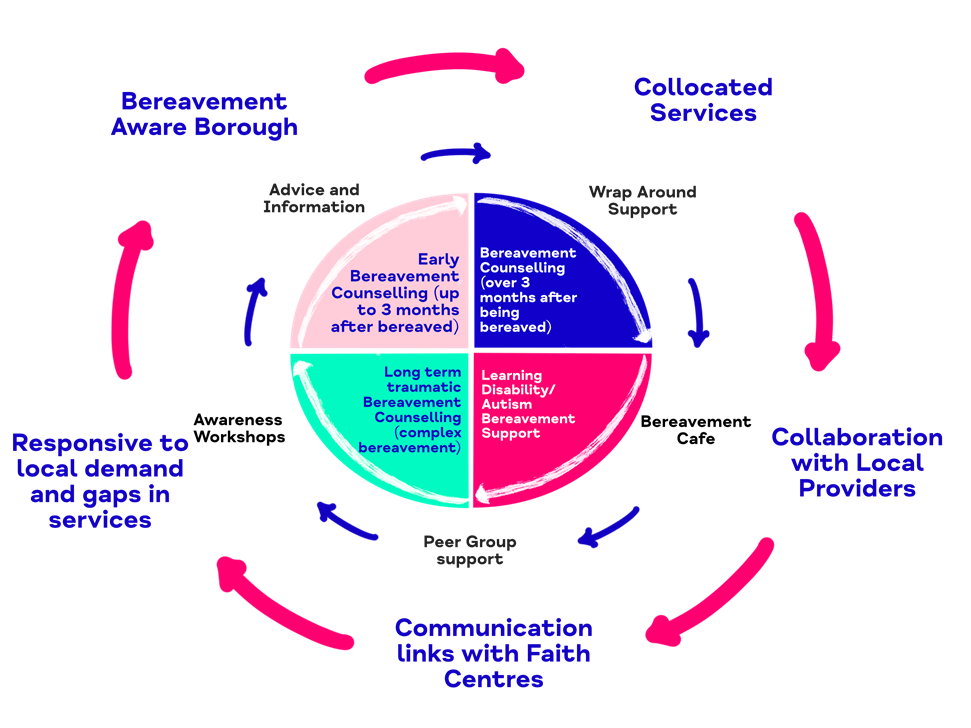 Bereavement
Aware Borough
Collocated
Services
Advice and
Information
Wrap Around
Support
Early
Bereavement
Counselling (up
to 3 months
after bereaved)
Bereavement
Counselling
(over 3
months after
being
bereaved)
Long term
traumatic
Bereavement
Counselling
(complex
bereavement)
Learning
Disability/
Autism
Bereavement
Support
Awareness
Workshops
Bereavement
Cafe
Responsive to
local demand
and gaps in
services
Collaboration
with Local
Providers
Peer Group
support
Communication
links with Faith
Centres